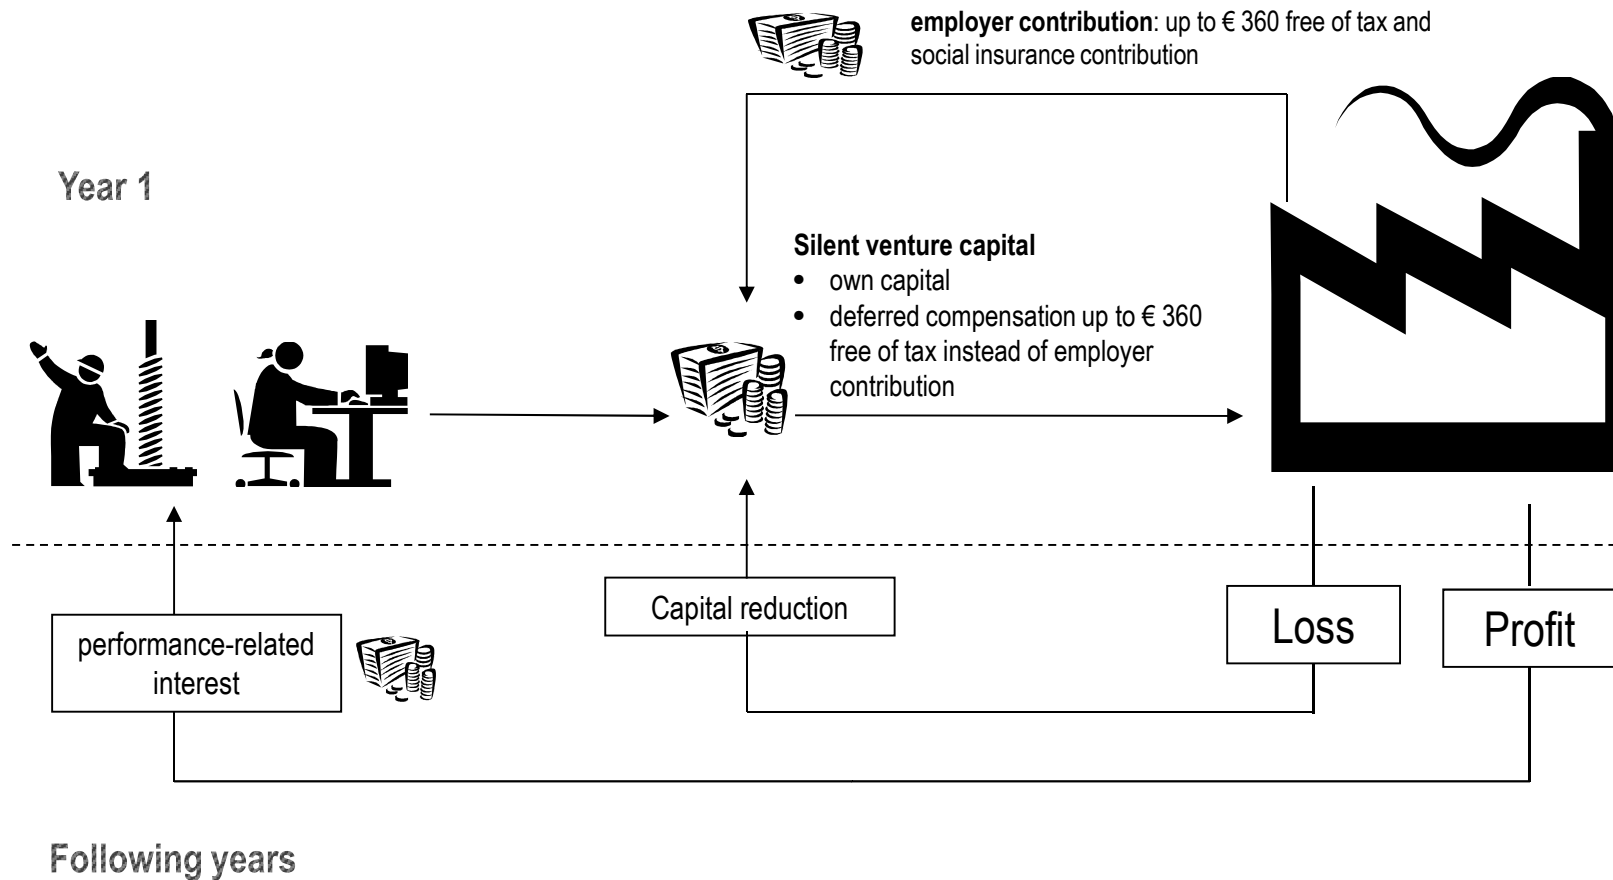 employer contribution: up to € 360 free of tax and
social insurance contribution
Year 1
Silent venture capital
• own capital
• deferred compensation up to € 360
free of tax instead of employer
contribution
Capital reduction
Loss
Profit
performance-related
interest
Following years